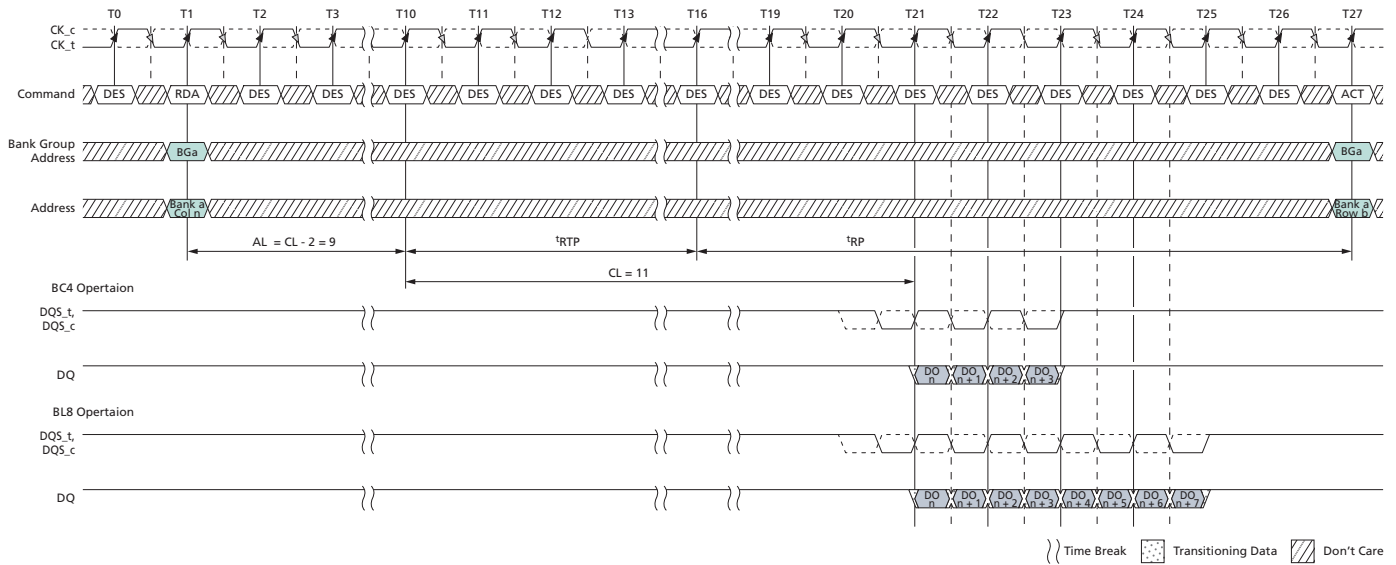 T0 T1 T2 T3 T10 T11 T12 T13 T16 T19 T20 T21 T22 T23 T24 T25 T26 T27
CK_c
CK_t
Command DES RDA DES DES DES DES DES DES DES DES DES DES DES DES DES DES DES ACT
Bank Group
Address BGa BGa
Address Bank a
Col n Bank a
Row b
AL = CL - 2 = 9 tRTP tRP
CL = 11
BC4 Opertaion
DQS_t,
DQS_c
DQ DO
n DO
n + 1 DO
n + 2 DO
n + 3
BL8 Opertaion
DQS_t,
DQS_c
DQ DO
n DO
n + 1 DO
n + 2 DO
n + 3 DO
n + 4 DO
n + 5 DO
n + 6 DO
n + 7
Time Break Transitioning Data Don't Care